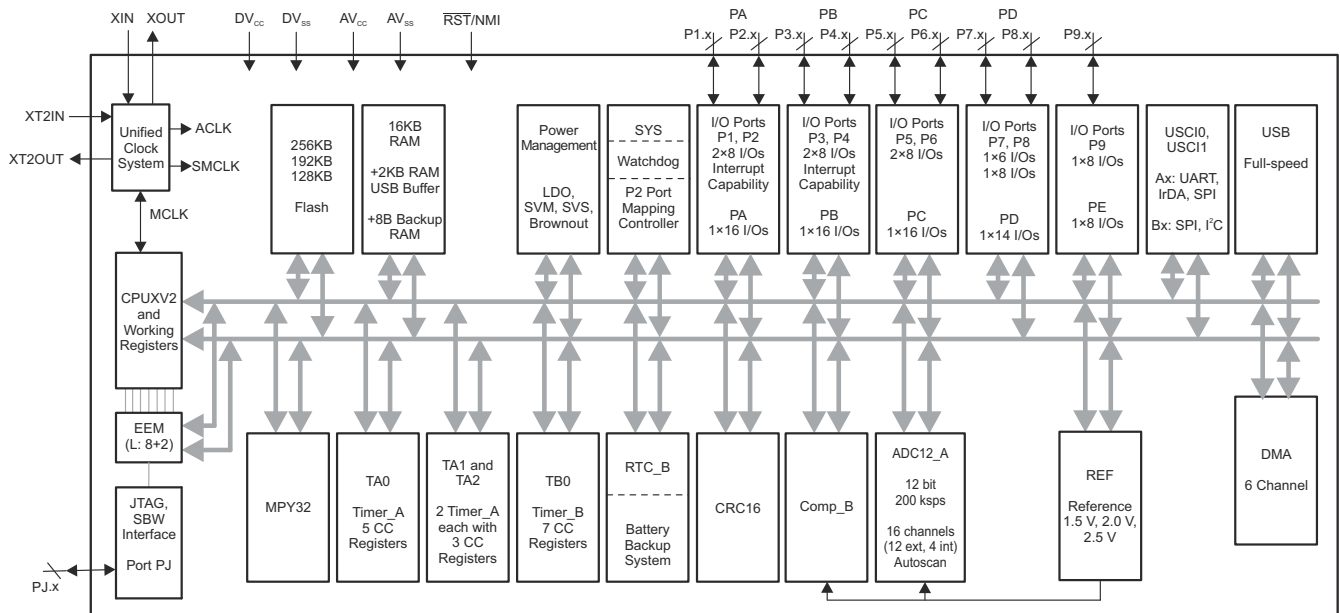 XIN XOUT DVCC DVSS AVCC AVSS RST/NMI
PA PB PC PD
P1.x P2.x P3.x P4.x P5.x P6.x P7.x P8.x P9.x
XT2IN
XT2OUT
Unified
Clock
System
ACLK
SMCLK
MCLK
256KB
192KB
128KB
Flash
16KB
RAM
+2KB RAM
USB Buffer
+8B Backup
RAM
Power
Management
LDO,
SVM, SVS,
Brownout
SYS
Watchdog
P2 Port
Mapping
Controller
I/O Ports
P1, P2
2×8 I/Os
Interrupt
Capability
PA
1×16 I/Os
I/O Ports
P3, P4
2×8 I/Os
Interrupt
Capability
PB
1×16 I/Os
I/O Ports
P5, P6
2×8 I/Os
PC
1×16 I/Os
I/O Ports
P7, P8
1×6 I/Os
1×8 I/Os
PD
1×14 I/Os
I/O Ports
P9
1×8 I/Os
PE
1×8 I/Os
USCI0,
USCI1
Ax: UART,
IrDA, SPI
Bx: SPI, I²C
USB
Full-speed
CPUXV2
and
Working
Registers
EEM
(L: 8+2)
JTAG,
SBW
Interface
Port PJ
PJ.x
MPY32
TA0
Timer_A
5 CC
Registers
TA1 and
TA2
2 Timer_A
each with
3 CC
Registers
TB0
Timer_B
7 CC
Registers
RTC_B
Battery
Backup
System
CRC16
Comp_B
ADC12_A
12 bit
200 ksps
16 channels
(12 ext, 4 int)
Autoscan
REF
Reference
1.5 V, 2.0 V,
2.5 V
DMA
6 Channel